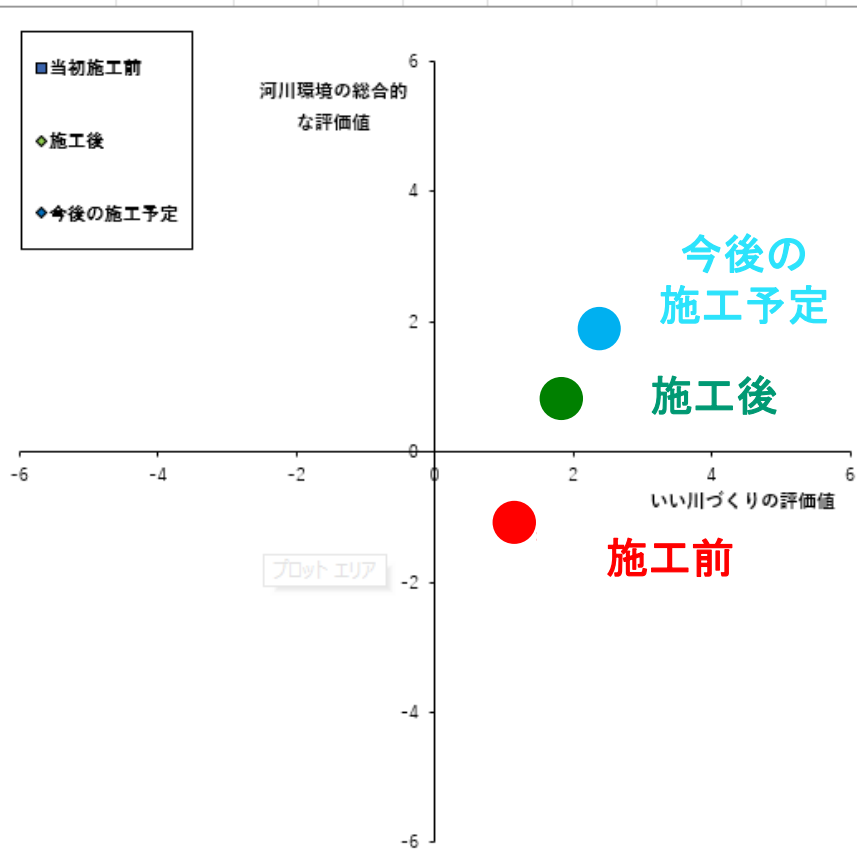 当初施工前
施工後
今後の施工予定
河川環境の総合的
な評価値
6
4
2
0
-2
-4
-6
-6
-4
-2
0
2
4
6
いい川づくりの評価値
今後の
施工予定
施工後
施工前
プロット エリア